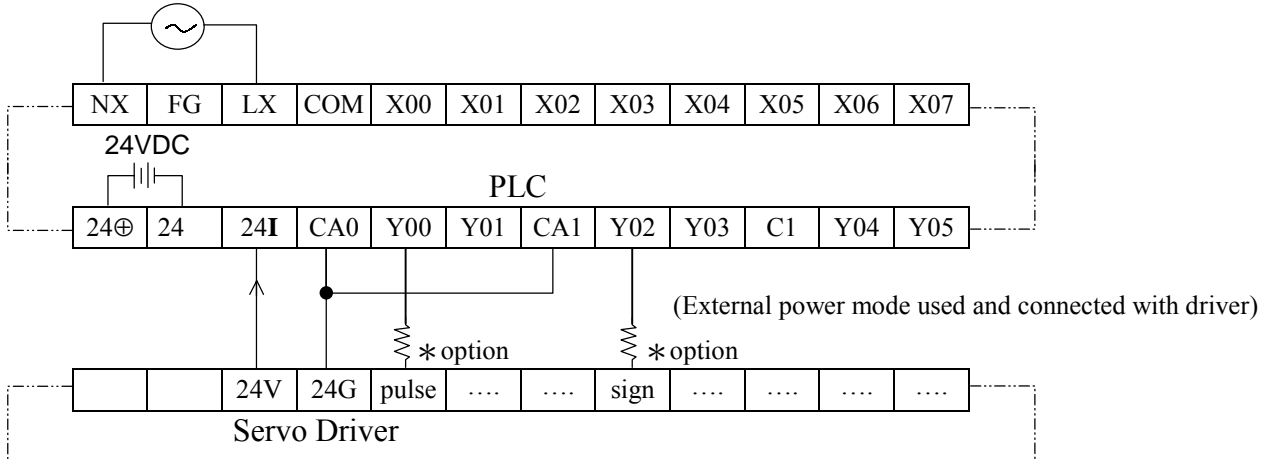 NX FG LX COM X00 X01 X02 X03 X04 X05 X06 X07
24VDC
PLC
24⊕ 24 24I CA0 Y00 Y01 CA1 Y02 Y03 C1 Y04 Y05
(External power mode used and connected with driver)
*option *option
24V 24G pulse .... .... sign .... .... .... ....
Servo Driver